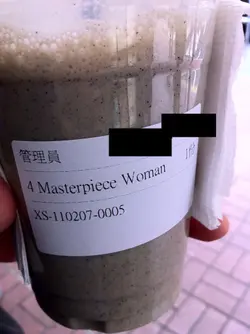 管理員
4 Masterpiece Woman
XS-110207-0005